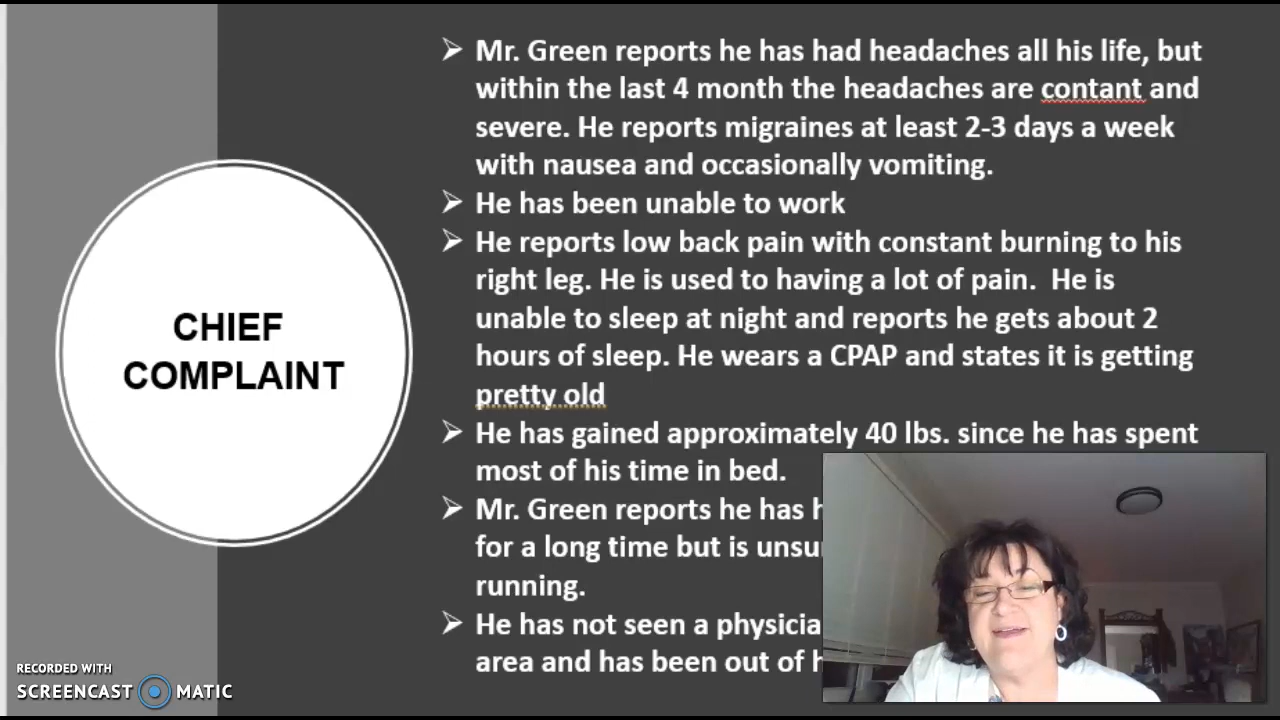 Mr. Green reports he has had headaches all his life, but
within the last 4 month the headaches are contant and
severe. He reports migraines at least 2-3 days a week
with nausea and occasionally vomiting.
He has been unable to work
He reports low back pain with constant burning to his
right leg. He is used to having a lot of pain. He is
unable to sleep at night and reports he gets about 2
hours of sleep. He wears a CPAP and states it is getting
pretty old
He has gained approximately 40 lbs. since he has spent
most of his time in bed.
Mr. Green reports he has
for a long time but is
running.
He has not seen a
area and has been out of
CHIEF
COMPLAINT
RECORDED WITH
SCREENCAST MATIC